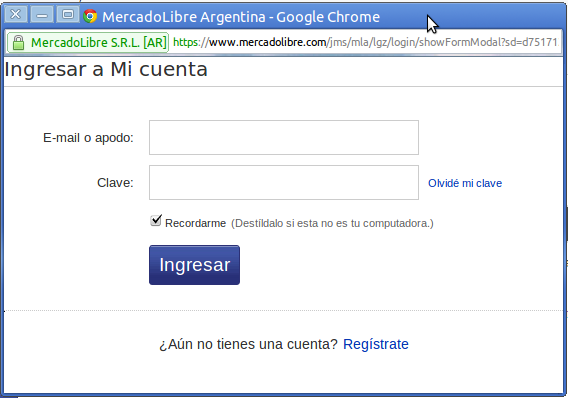 MercadoLibre Argentina - Google Chrome
MercadoLibre S.R.L. [AR] https://www.mercadolibre.com/jms/mla/lgz/login/showFormModal?sd=d75171
Ingresar a Mi cuenta
E-mail o apodo:
Clave: Olvidé mi clave
Recordarme (Destíldalo si esta no es tu computadora.)
Ingresar
¿Aún no tienes una cuenta? Regístrate